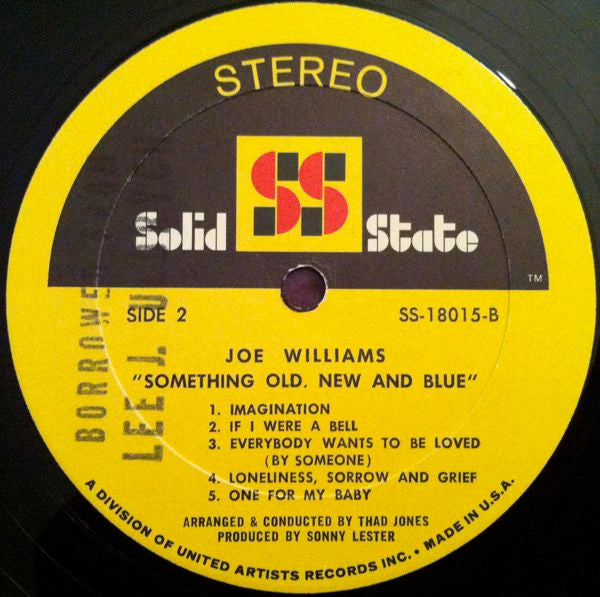 STEREO
SS
Solid State
TM
SIDE 2
SS-18015-B
JOE WILLIAMS
"SOMETHING OLD, NEW AND BLUE"
1. IMAGINATION
2. IF I WERE A BELL
3. EVERYBODY WANTS TO BE LOVED
(BY SOMEONE)
4. LONELINESS, SORROW AND GRIEF
5. ONE FOR MY BABY
ARRANGED & CONDUCTED BY THAD JONES
PRODUCED BY SONNY LESTER
A DIVISION OF UNITED ARTISTS RECORDS INC. • MADE IN U.S.A.
LEE J.